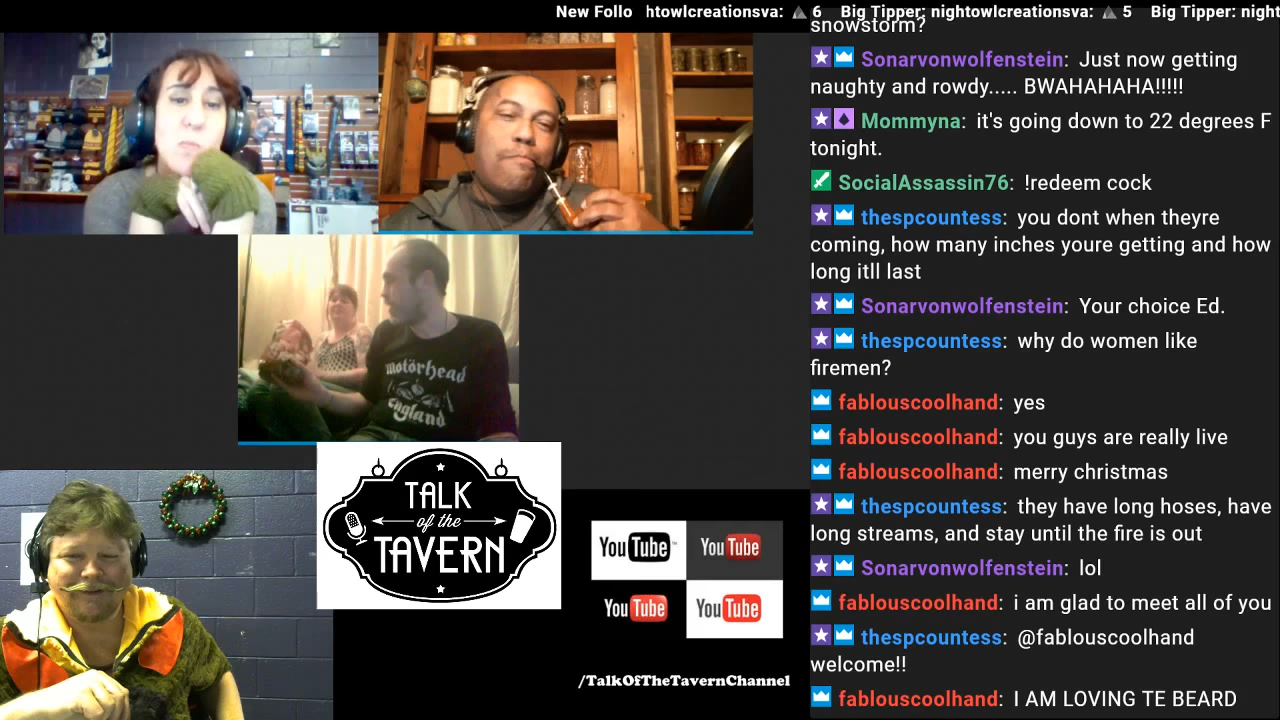 New Follo htowlcreationsva: 6 Big Tipper: nightowlcreationsva: 5 Big Tipper: night
snowstorm?
Sonarvonwolfenstein: Just now getting
naughty and rowdy..... BWAHAHAHA!!!!!
Mommyna: it's going down to 22 degrees F
tonight.
SocialAssassin76: !redeem cock
thespcountess: you dont when theyre
coming, how many inches youre getting and how
long itll last
Sonarvonwolfenstein: Your choice Ed.
thespcountess: why do women like
firemen?
fablouscoolhand: yes
fablouscoolhand: you guys are really live
fablouscoolhand: merry christmas
thespcountess: they have long hoses, have
long streams, and stay until the fire is out
Sonarvonwolfenstein: lol
fablouscoolhand: i am glad to meet all of you
thespcountess: @fablouscoolhand
welcome!!
fablouscoolhand: I AM LOVING TE BEARD
motörhead
england
TALK
of the
TAVERN
YouTube™
YouTube
YouTube
YouTube
/TalkOfTheTavernChannel